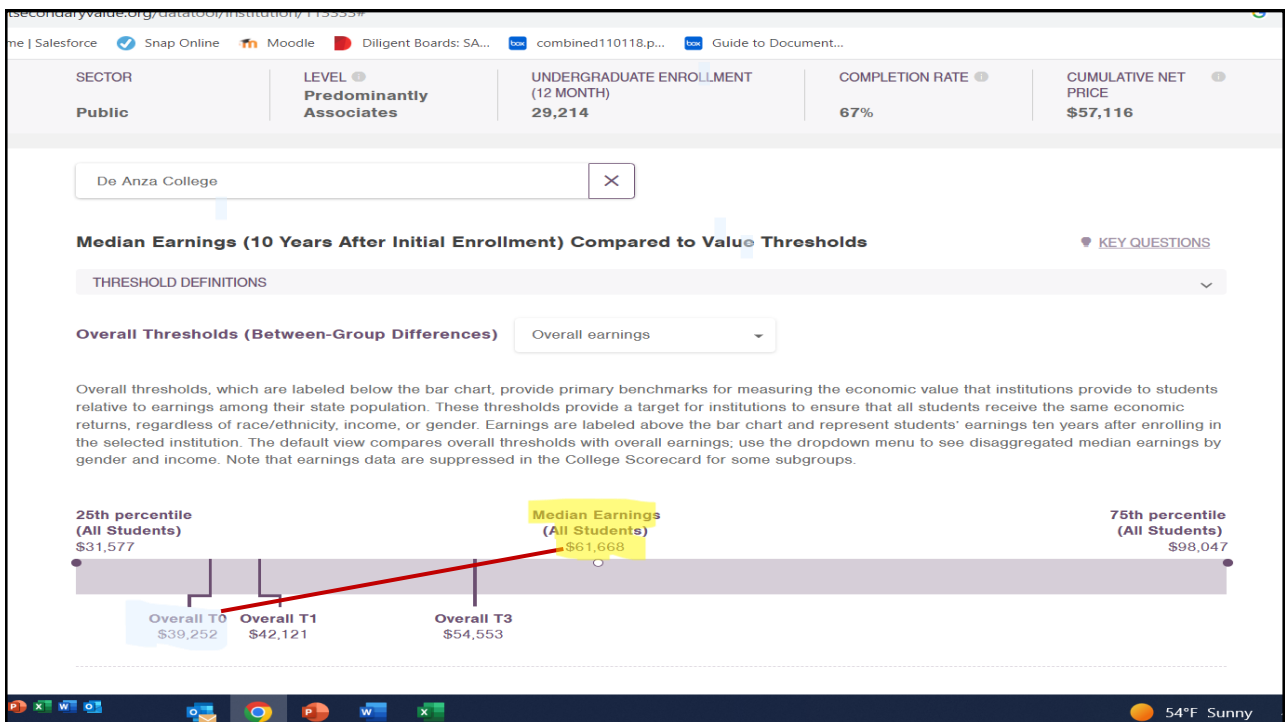 me | Salesforce Snap Online Moodle Diligent Boards: SA... box combined110118.p... box Guide to Document...
SECTOR LEVEL UNDERGRADUATE ENROLLMENT (12 MONTH) COMPLETION RATE CUMULATIVE NET PRICE
Public Predominantly Associates 29,214 67% $57,116
De Anza College
Median Earnings (10 Years After Initial Enrollment) Compared to Value Thresholds KEY QUESTIONS
THRESHOLD DEFINITIONS
Overall Thresholds (Between-Group Differences) Overall earnings
Overall thresholds, which are labeled below the bar chart, provide primary benchmarks for measuring the economic value that institutions provide to students
relative to earnings among their state population. These thresholds provide a target for institutions to ensure that all students receive the same economic
returns, regardless of race/ethnicity, income, or gender. Earnings are labeled above the bar chart and represent students' earnings ten years after enrolling in
the selected institution. The default view compares overall thresholds with overall earnings; use the dropdown menu to see disaggregated median earnings by
gender and income. Note that earnings data are suppressed in the College Scorecard for some subgroups.
25th percentile Median Earnings 75th percentile
(All Students) (All Students) (All Students)
$31,577 $61,668 $98,047
Overall T0 Overall T1 Overall T3
$39,252 $42,121 $54,553
54°F Sunny